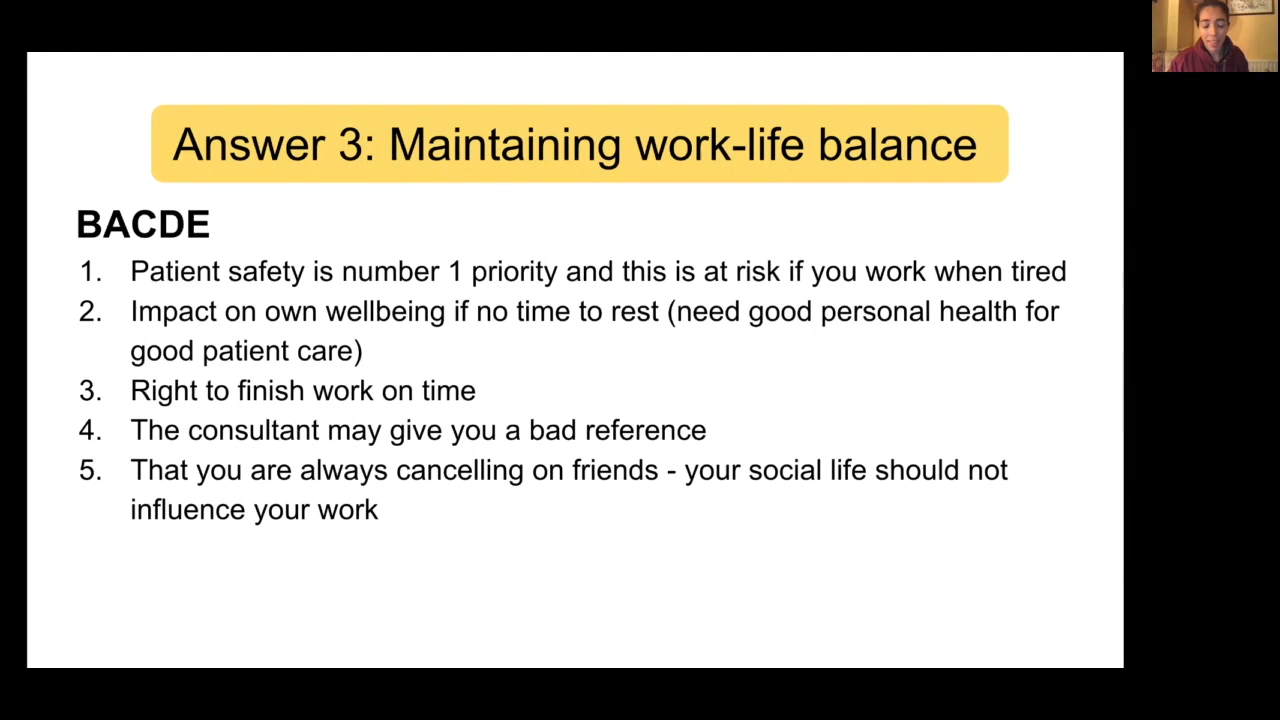 Answer 3: Maintaining work-life balance
BACDE
1. Patient safety is number 1 priority and this is at risk if you work when tired
2. Impact on own wellbeing if no time to rest (need good personal health for
good patient care)
3. Right to finish work on time
4. The consultant may give you a bad reference
5. That you are always cancelling on friends - your social life should not
influence your work